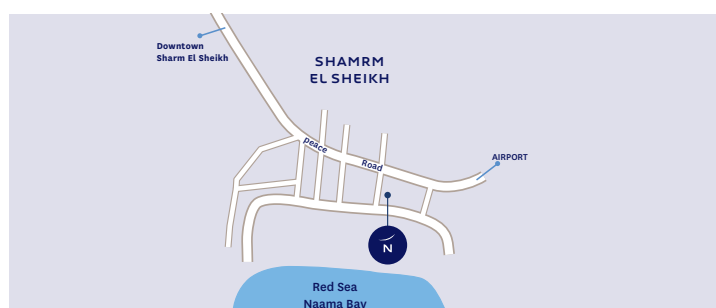 Downtown
Sharm El Sheikh
SHAMRM
EL SHEIKH
peace
Road
AIRPORT
N
Red Sea
Naama Bay